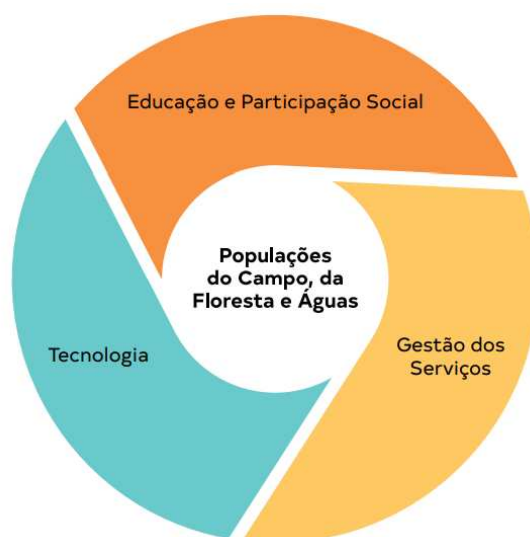 Educação e Participação Social
Populações
do Campo, da
Floresta e Águas
Gestão dos
Serviços
Tecnologia